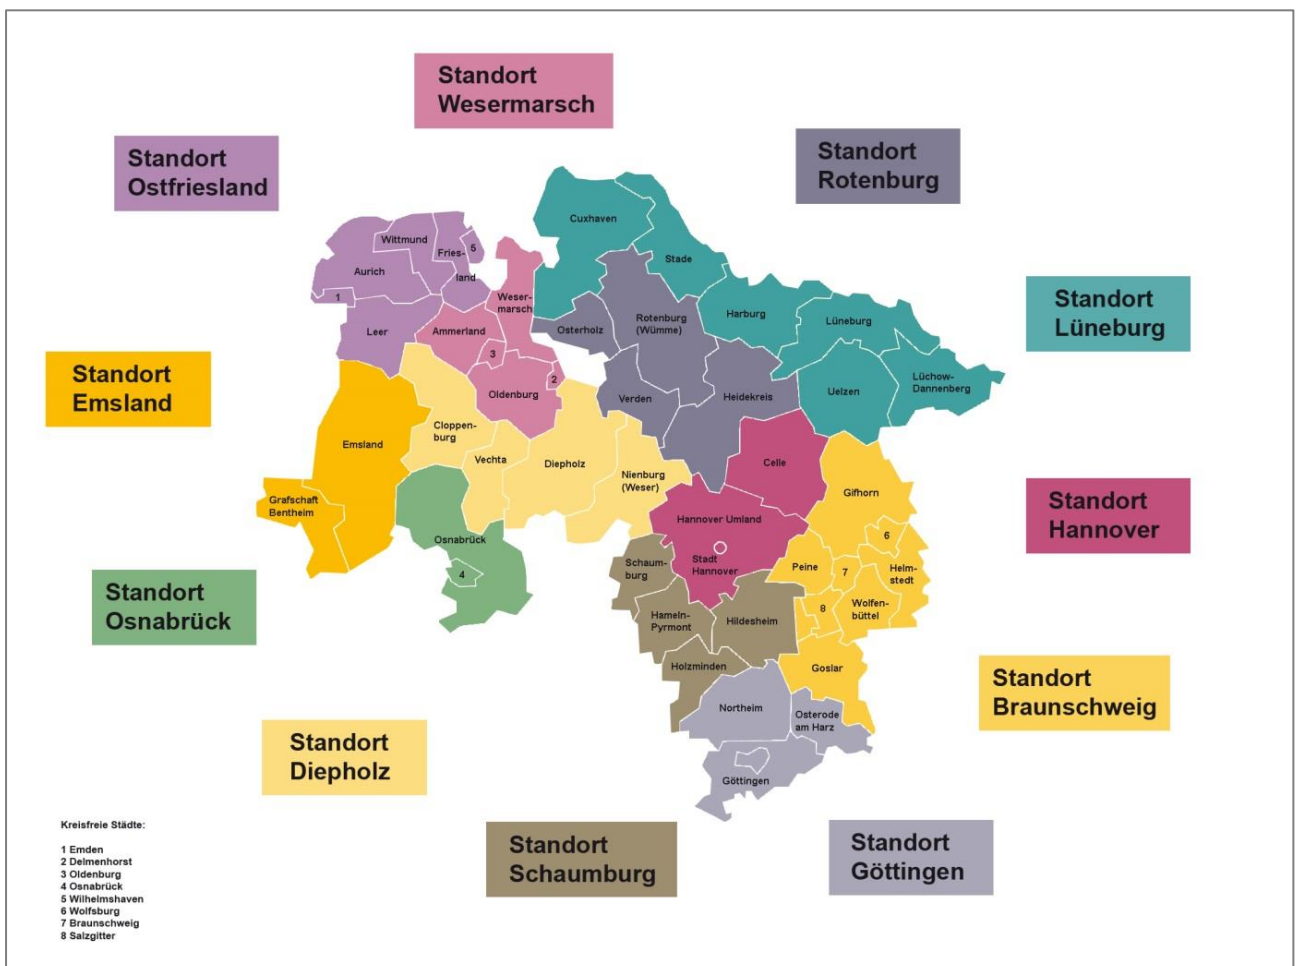 Standort
Wesermarsch
Standort
Ostfriesland
Standort
Rotenburg
Cuxhaven
Wittmund
Fries-
5
land
Aurich
1
Stade
Weser-
marsch
Leer
Ammerland
3
2
Oldenburg
Osterholz
Rotenburg
(Wümme)
Harburg
Lüneburg
Standort
Lüneburg
Lüchow-
Dannenberg
Uelzen
Heidekreis
Verden
Standort
Emsland
Emsland
Cloppen-
burg
Vechta
Diepholz
Nienburg
(Weser)
Celle
Gifhorn
Grafschaft
Bentheim
Standort
Hannover
Hannover Umland
Stadt
Hannover
Osnabrück
4
Schaum-
burg
Peine
6
7
Helm-
stedt
8
Wolfen-
büttel
Standort
Osnabrück
Hameln-
Pyrmont
Hildesheim
Holzminden
Goslar
Standort
Braunschweig
Northeim
Osterode
am Harz
Göttingen
Standort
Diepholz
Standort
Schaumburg
Standort
Göttingen
Kreisfreie Städte:
1 Emden
2 Delmenhorst
3 Oldenburg
4 Osnabrück
5 Wilhelmshaven
6 Wolfsburg
7 Braunschweig
8 Salzgitter